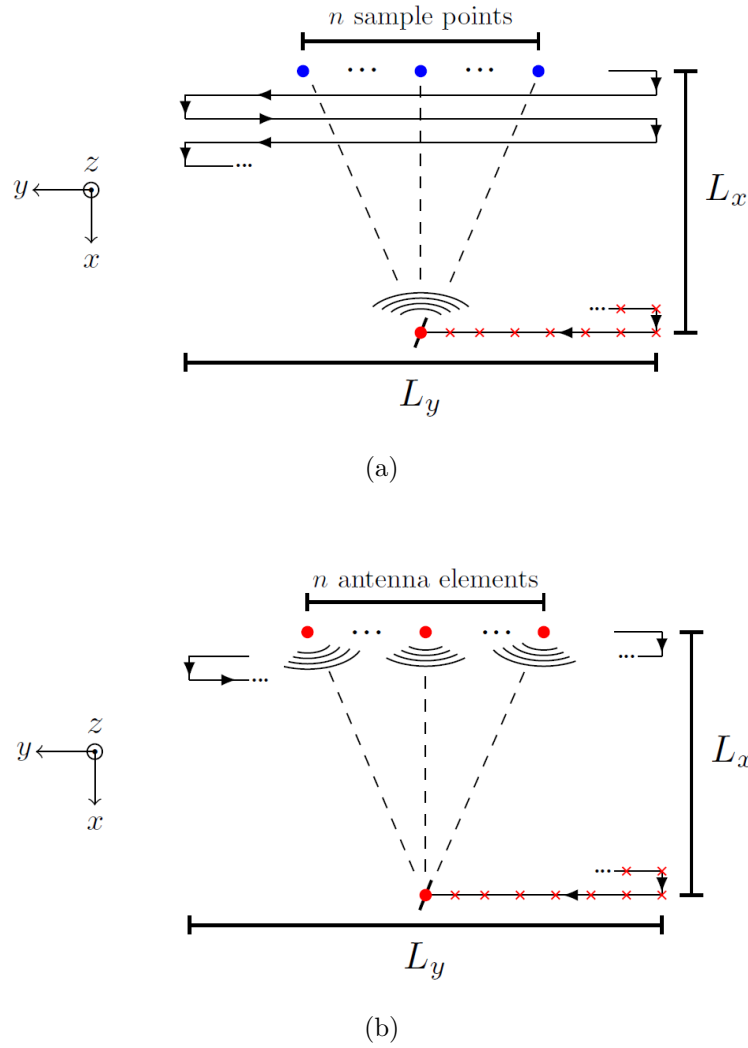 n sample points
... ...
...
z
y
x
L_x
...
L_y
(a)
n antenna elements
... ...
...
...
z
y
x
L_x
...
L_y
(b)